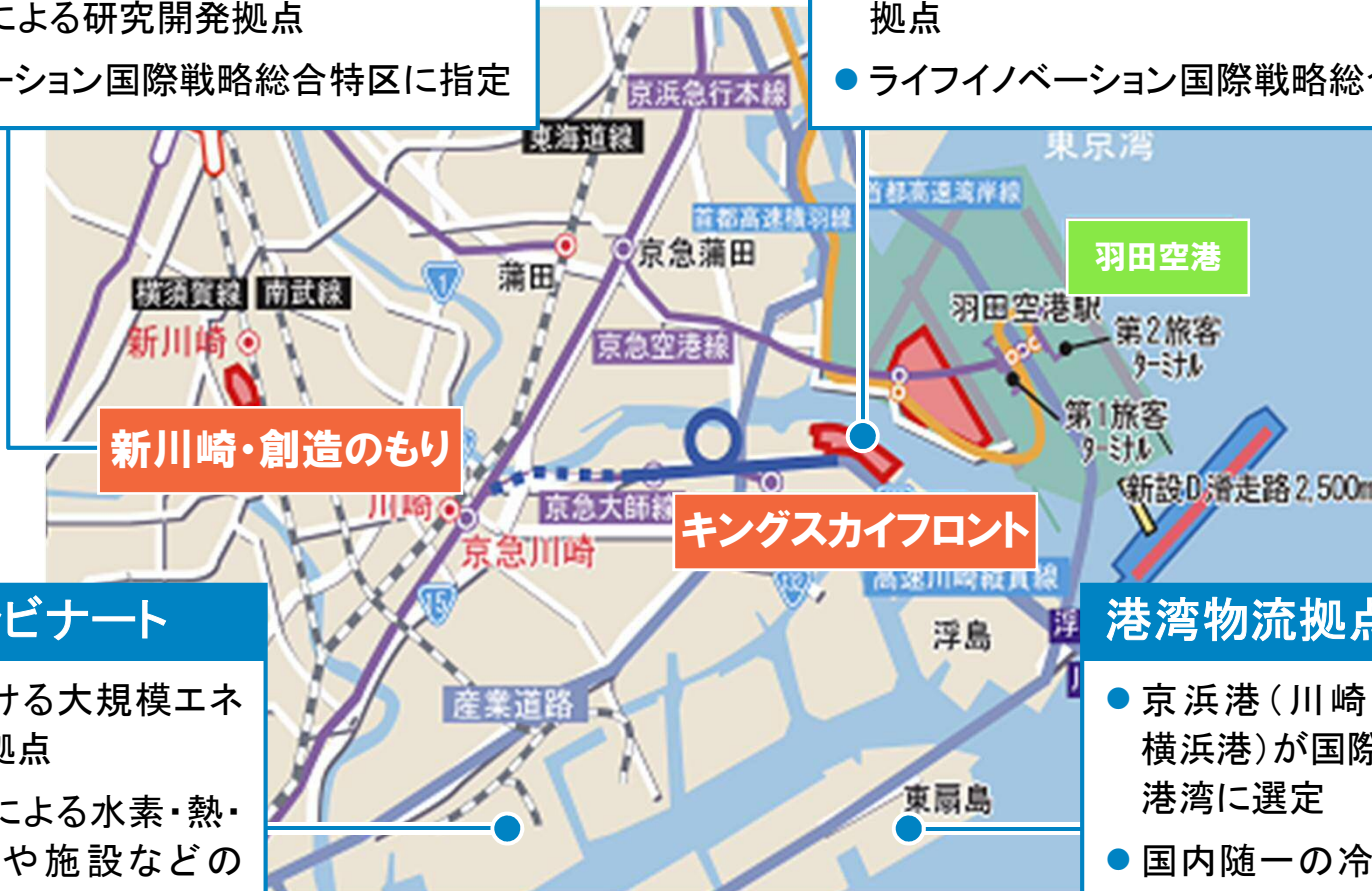 による研究開発拠点
ーション国際戦略総合特区に指定
拠点
● ライフイノベーション国際戦略総
京浜急行本線
東海道線
東京湾
首都高速湾岸線
首都高速横羽線
羽田空港
京急蒲田
蒲田
1
横須賀線
南武線
羽田空港駅
新川崎
京急空港線
第2旅客
ターミナル
第1旅客
ターミナル
新川崎・創造のもり
新設D滑走路2,500m
川崎
京急大師線
キングスカイフロント
京急川崎
高速川崎縦貫線
15
浮島
浮
ビナート
港湾物流拠点
ける大規模エネ
拠点
による水素・熱・
や施設などの
産業道路
東扇島
● 京浜港(川崎
横浜港)が国際
港湾に選定
● 国内随一の冷